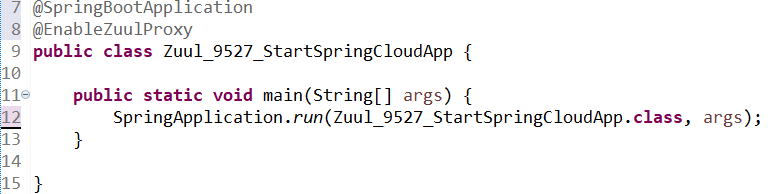 7 @SpringBootApplication
8 @EnableZuulProxy
9 public class Zuul_9527_StartSpringCloudApp {
10
11 public static void main(String[] args) {
12 SpringApplication.run(Zuul_9527_StartSpringCloudApp.class, args);
13 }
14
15 }